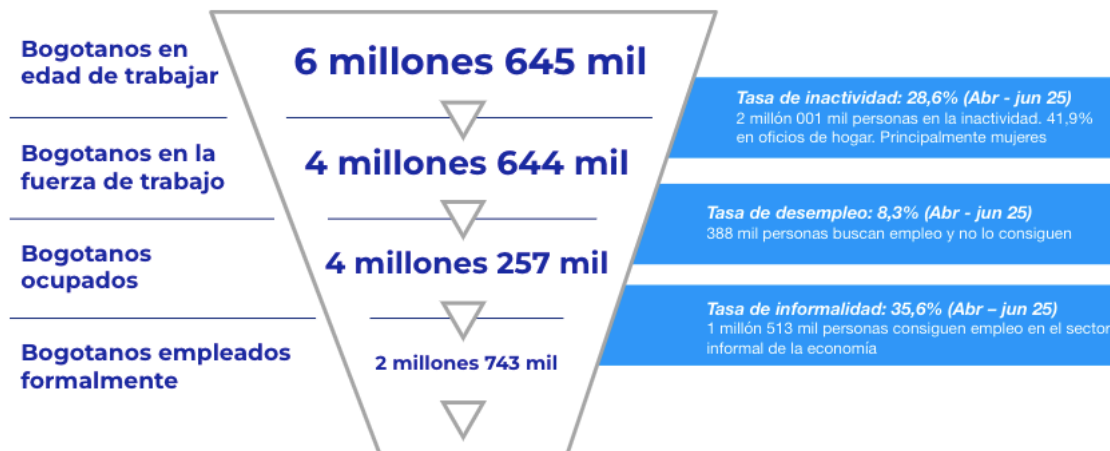 Bogotanos en
edad de trabajar
6 millones 645 mil
Tasa de inactividad: 28,6% (Abr - jun 25)
2 millón 001 mil personas en la inactividad. 41,9%
en oficios de hogar. Principalmente mujeres
Bogotanos en la
fuerza de trabajo
4 millones 644 mil
Tasa de desempleo: 8,3% (Abr - jun 25)
388 mil personas buscan empleo y no lo consiguen
Bogotanos
ocupados
4 millones 257 mil
Tasa de informalidad: 35,6% (Abr – jun 25)
1 millón 513 mil personas consiguen empleo en el sector
informal de la economía
Bogotanos empleados
formalmente
2 millones 743 mil